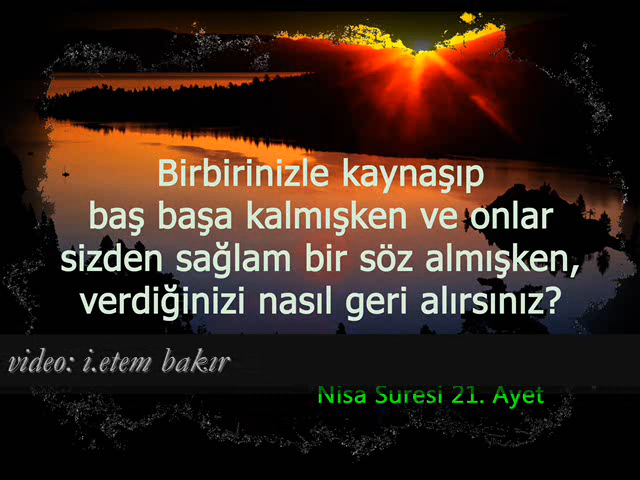 Birbirinizle kaynaşıp
baş başa kalmışken ve onlar
sizden sağlam bir söz almışken,
verdiğinizi nasıl geri alırsınız?
video: i.etem bakır
Nisa Suresi 21. Ayet